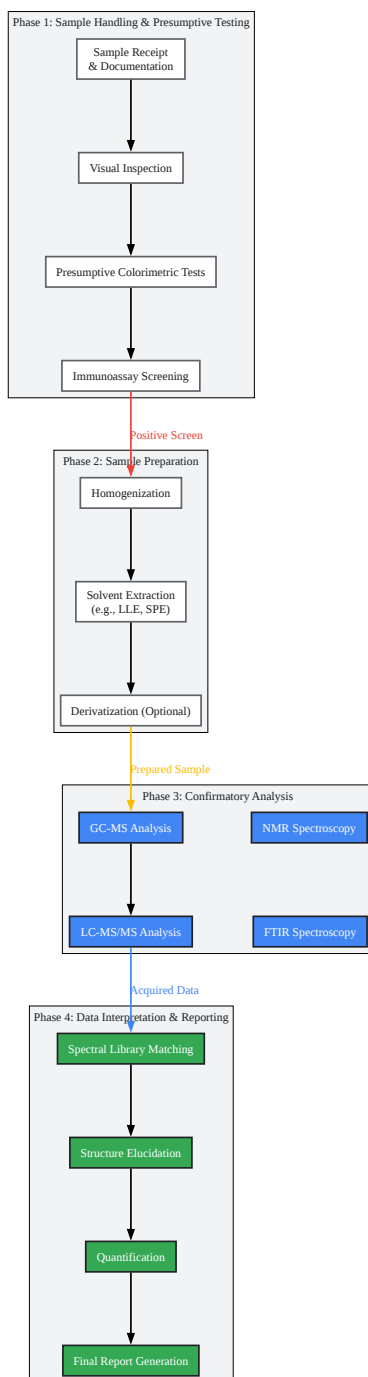 Phase 1: Sample Handling & Presumptive Testing
Sample Receipt
& Documentation
Visual Inspection
Presumptive Colorimetric Tests
Immunoassay Screening
Positive Screen
Phase 2: Sample Preparation
Homogenization
Solvent Extraction
(e.g., LLE, SPE)
Derivatization (Optional)
Prepared Sample
Phase 3: Confirmatory Analysis
GC-MS Analysis
NMR Spectroscopy
LC-MS/MS Analysis
FTIR Spectroscopy
Acquired Data
Phase 4: Data Interpretation & Reporting
Spectral Library Matching
Structure Elucidation
Quantification
Final Report Generation